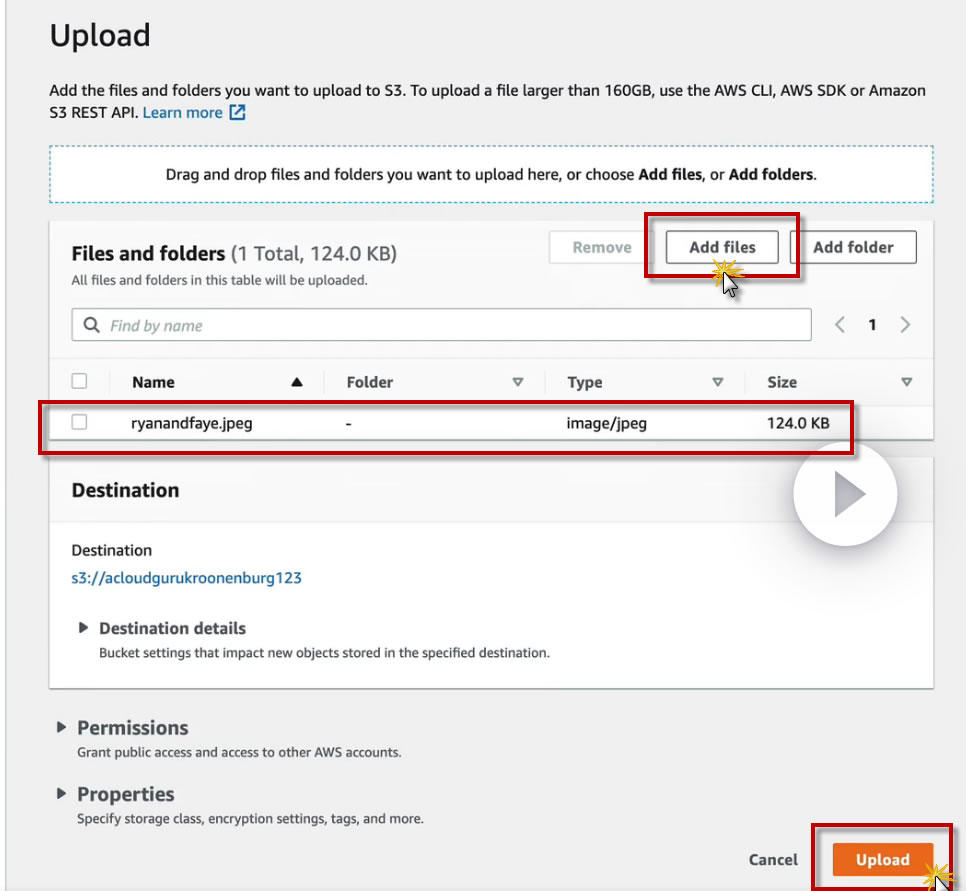 Upload
Add the files and folders you want to upload to S3. To upload a file larger than 160GB, use the AWS CLI, AWS SDK or Amazon
S3 REST API. Learn more
Drag and drop files and folders you want to upload here, or choose Add files, or Add folders.
Files and folders (1 Total, 124.0 KB)
Remove Add files Add folder
All files and folders in this table will be uploaded.
Find by name
1
Name Folder Type Size
ryanandfaye.jpeg - image/jpeg 124.0 KB
Destination
Destination
s3://acloudgurukroonenburg123
Destination details
Bucket settings that impact new objects stored in the specified destination.
Permissions
Grant public access and access to other AWS accounts.
Properties
Specify storage class, encryption settings, tags, and more.
Cancel Upload